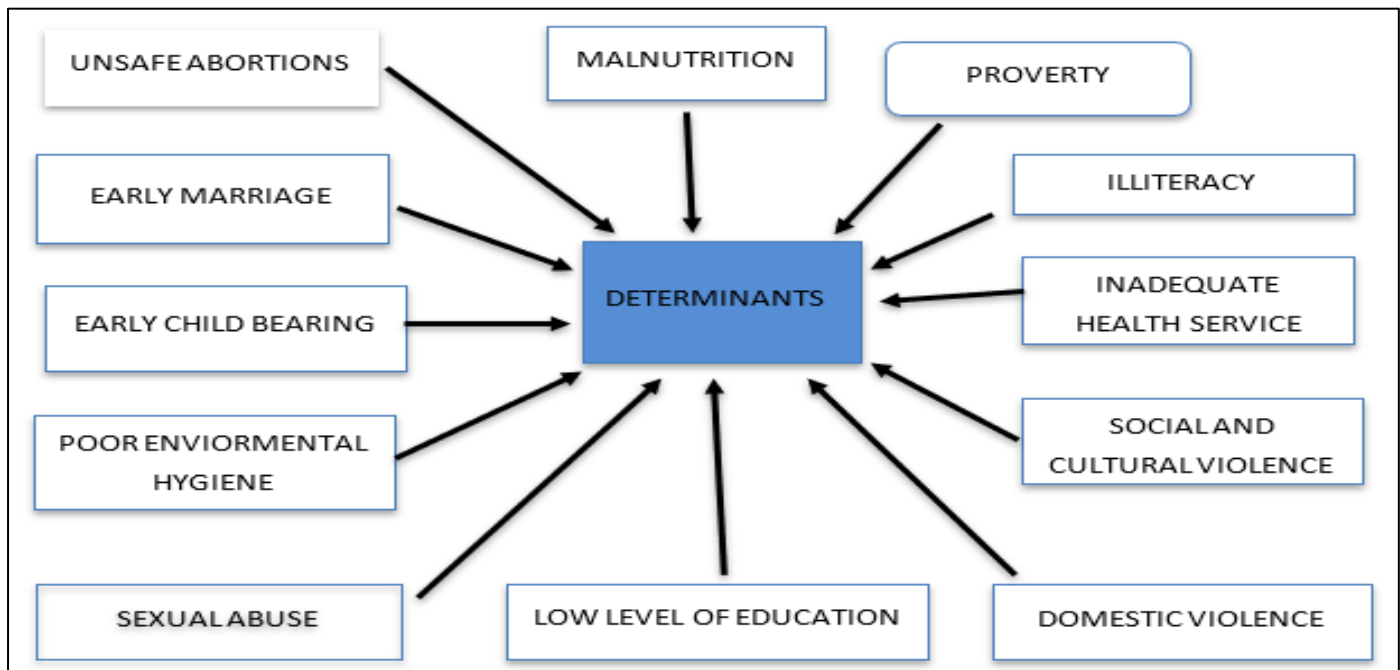 UNSAFE ABORTIONS
MALNUTRITION
PROVERTY
EARLY MARRIAGE
ILLITERACY
DETERMINANTS
INADEQUATE
HEALTH SERVICE
EARLY CHILD BEARING
POOR ENVIORMENTAL
HYGIENE
SOCIAL AND
CULTURAL VIOLENCE
SEXUAL ABUSE
LOW LEVEL OF EDUCATION
DOMESTIC VIOLENCE